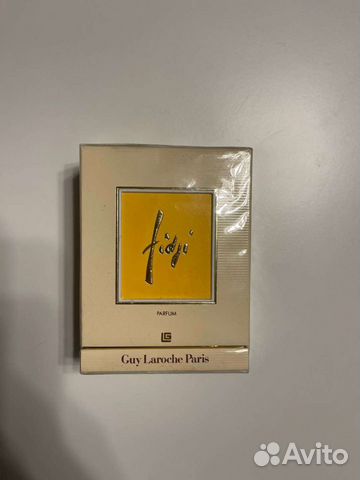 fidji
PARFUM
LG
Guy Laroche Paris
Avito